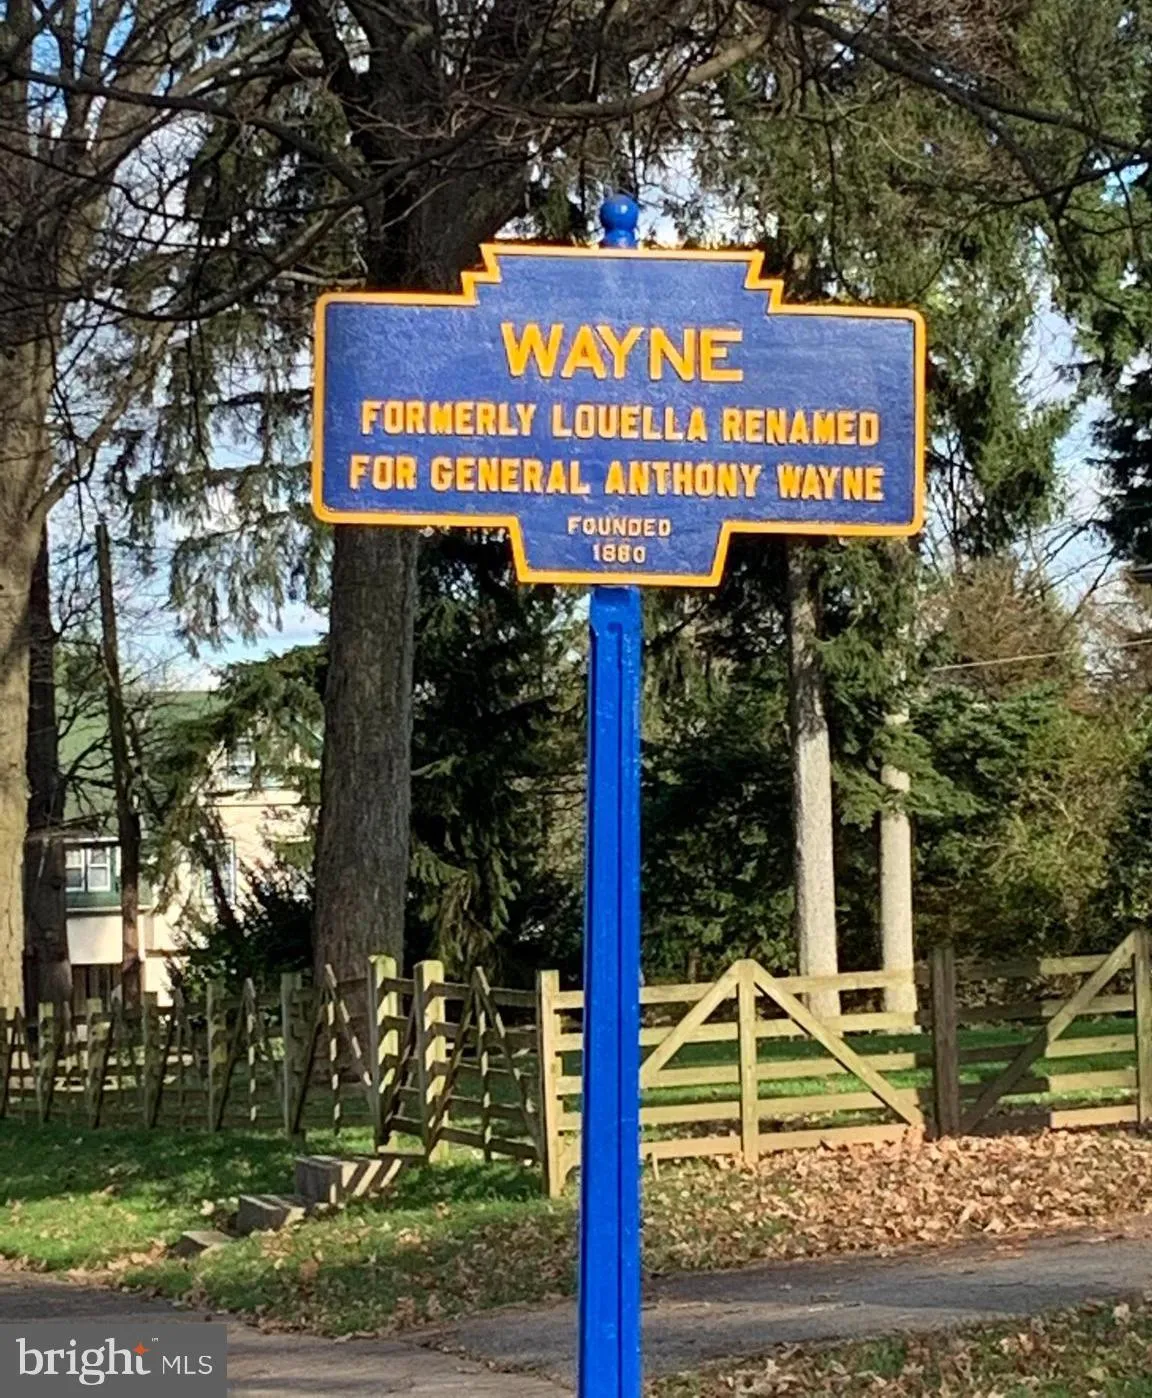 WAYNE
FORMERLY LOUELLA RENAMED
FOR GENERAL ANTHONY WAYNE
FOUNDED
1880
bright MLS